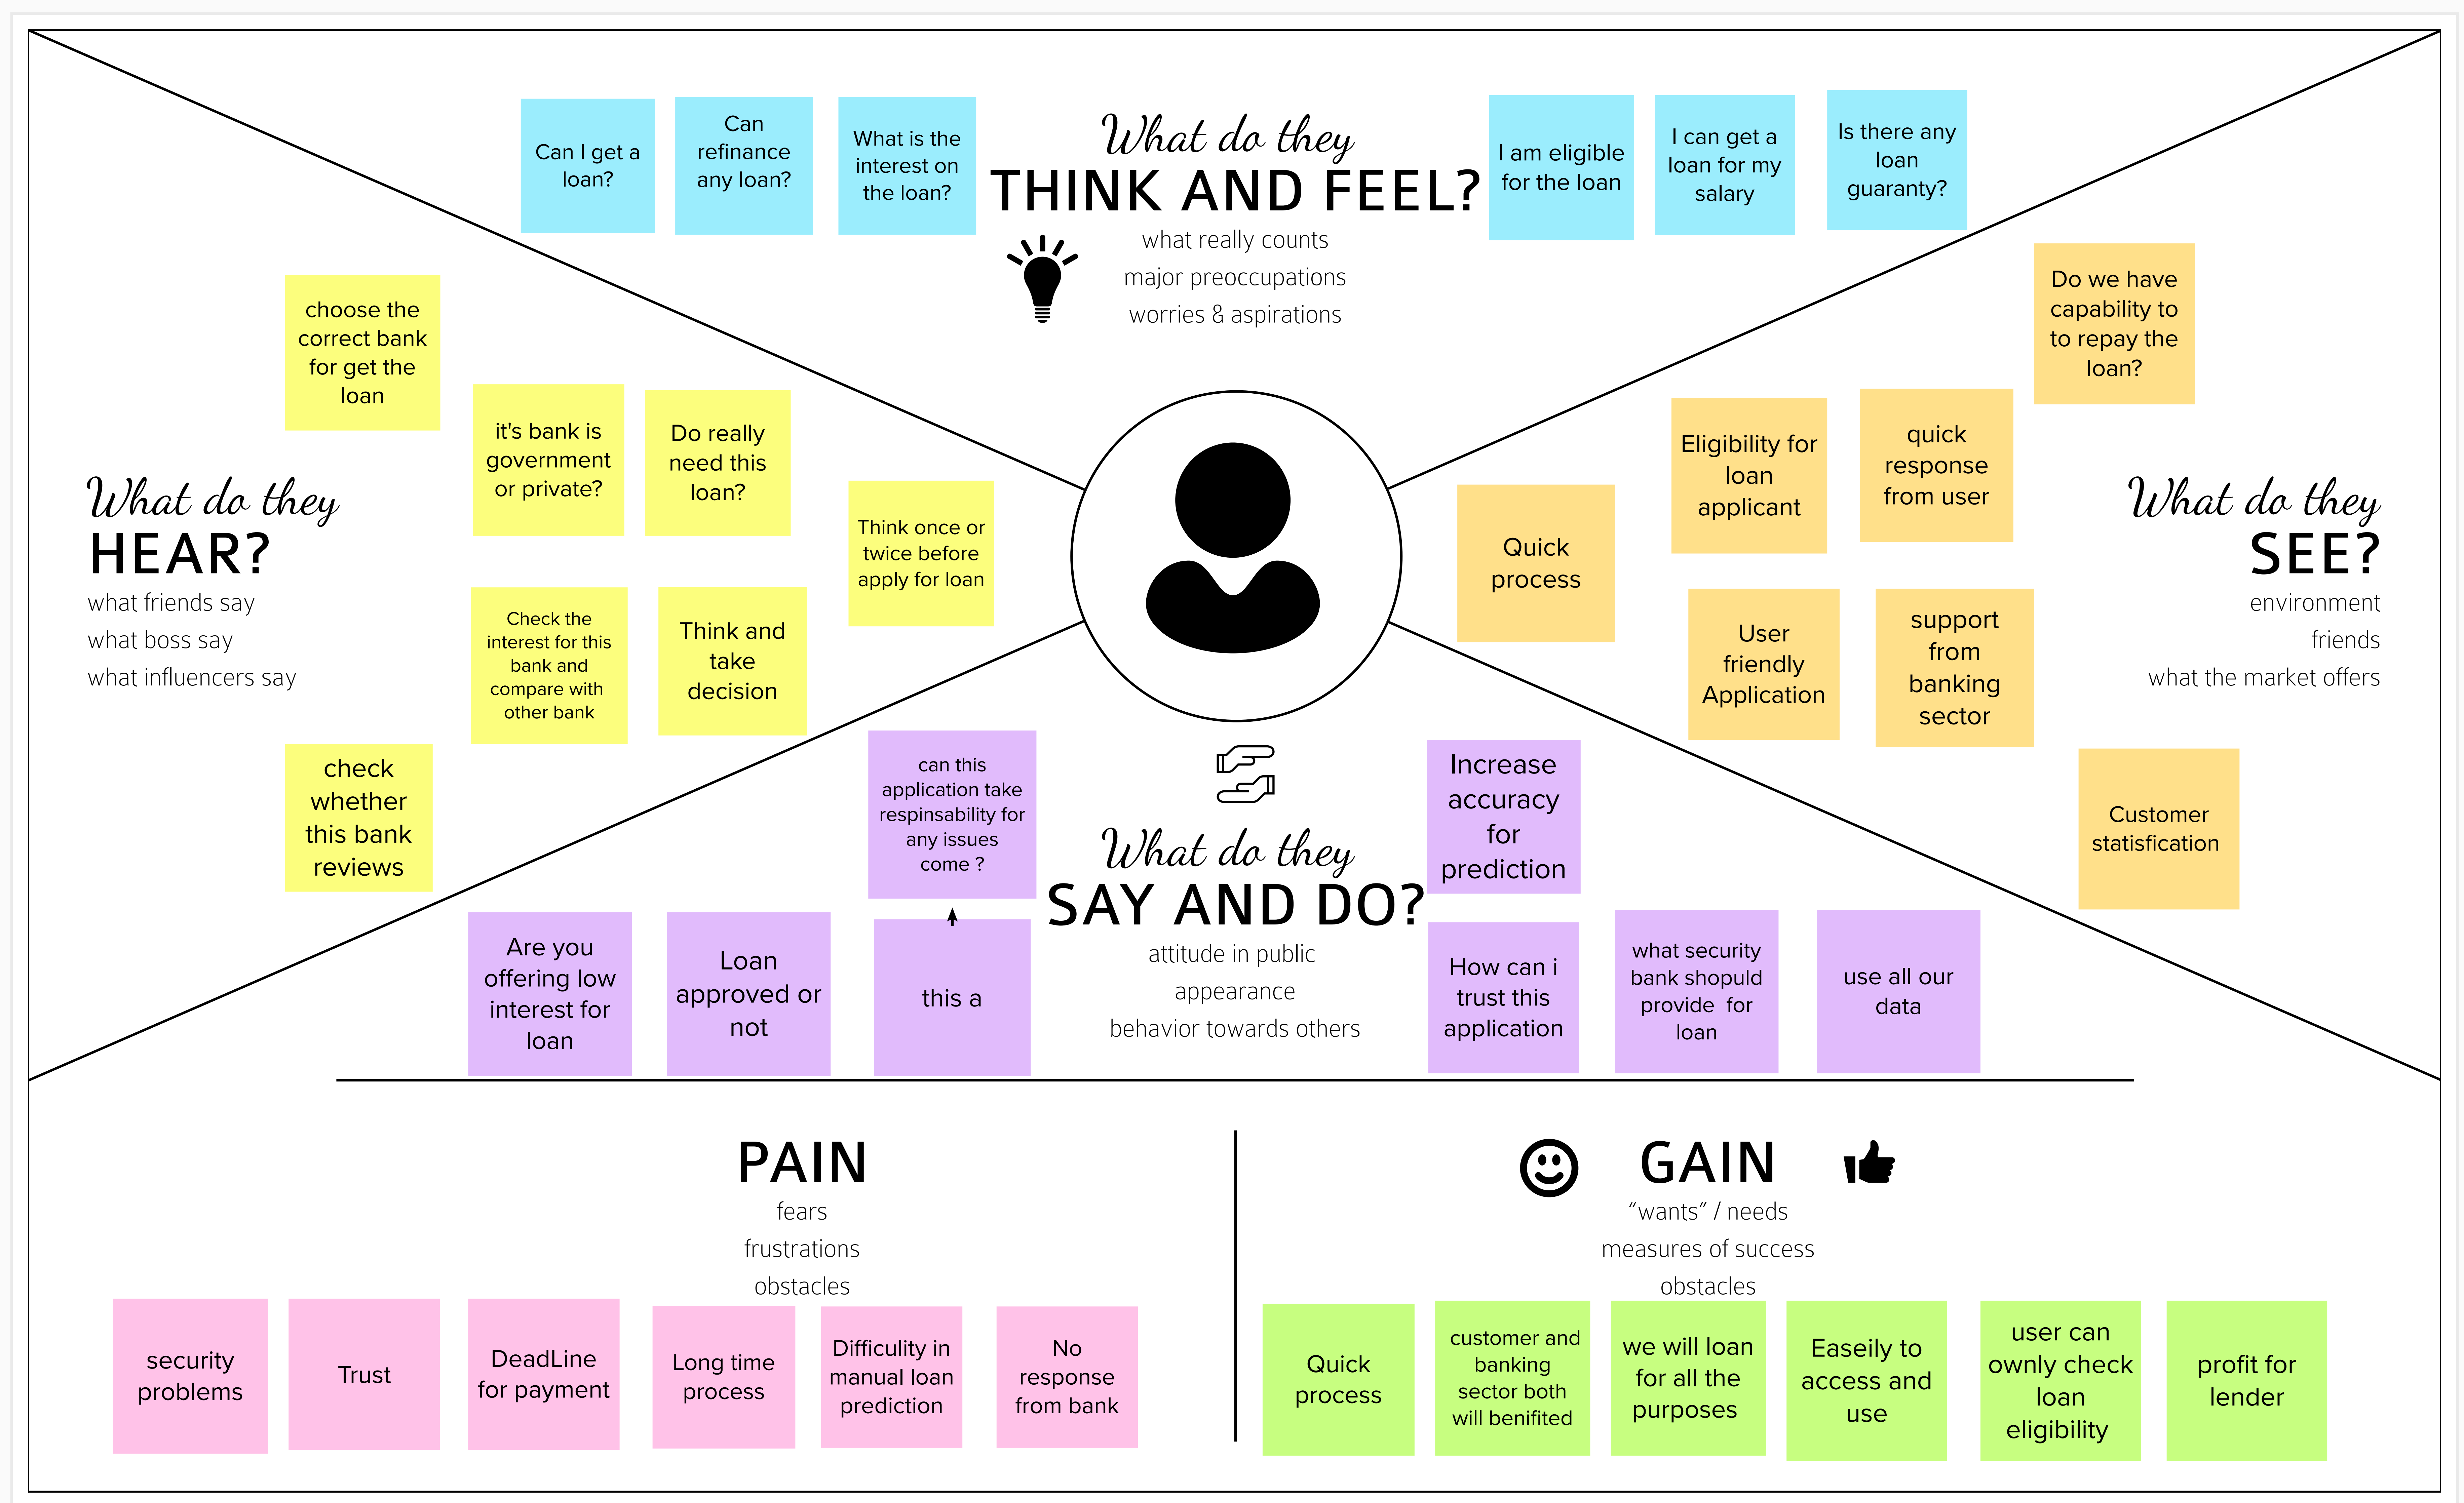 Can I get a
loan?
Can
refinance
any loan?
What is the
interest on
the loan?
What do they
THINK AND FEEL?
what really counts
major preoccupations
worries & aspirations
I am eligible
for the loan
I can get a
loan for my
salary
Is there any
loan
guaranty?
choose the
correct bank
for get the
loan
it's bank is
government
or private?
Do really
need this
loan?
Think once or
twice before
apply for loan
What do they
HEAR?
what friends say
what boss say
what influencers say
Check the
interest for this
bank and
compare with
other bank
Think and
take
decision
check
whether
this bank
reviews
Do we have
capability to
to repay the
loan?
Eligibility for
loan
applicant
quick
response
from user
Quick
process
What do they
SEE?
environment
friends
what the market offers
User
friendly
Application
support
from
banking
sector
Customer
statisfication
can this
application take
respinsability for
any issues
come ?
What do they
SAY AND DO?
attitude in public
appearance
behavior towards others
Increase
accuracy
for
prediction
Are you
offering low
interest for
loan
Loan
approved or
not
this a
How can i
trust this
application
what security
bank shopuld
provide  for
loan
use all our
data
PAIN
fears
frustrations
obstacles
security
problems
Trust
DeadLine
for payment
Long time
process
Difficulity in
manual loan
prediction
No
response
from bank
GAIN
“wants” / needs
measures of success
obstacles
Quick
process
customer and
banking
sector both
will benifited
we will loan
for all the
purposes
Easeily to
access and
use
user can
ownly check
loan
eligibility
profit for
lender